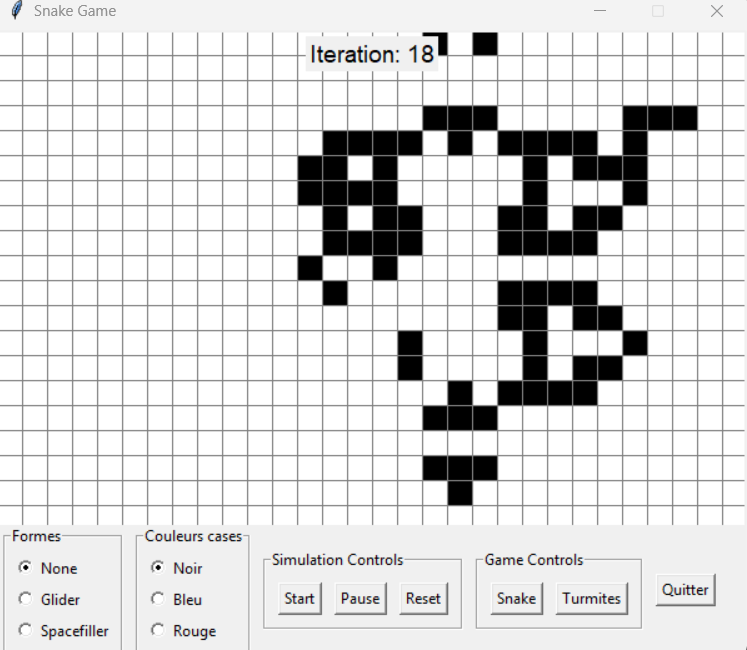 Snake Game
Iteration: 18
Formes
None
Glider
Spacefiller
Couleurs cases
Noir
Bleu
Rouge
Simulation Controls
Start Pause Reset
Game Controls
Snake Turmites
Quitter